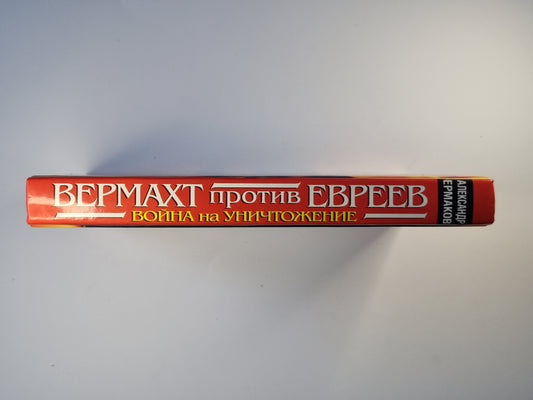 ВЕРМАХТ против ЕВРЕЕВ
ВОЙНА на УНИЧТОЖЕНИЕ
АЛЕКСАНДР
ЕРМАКОВ